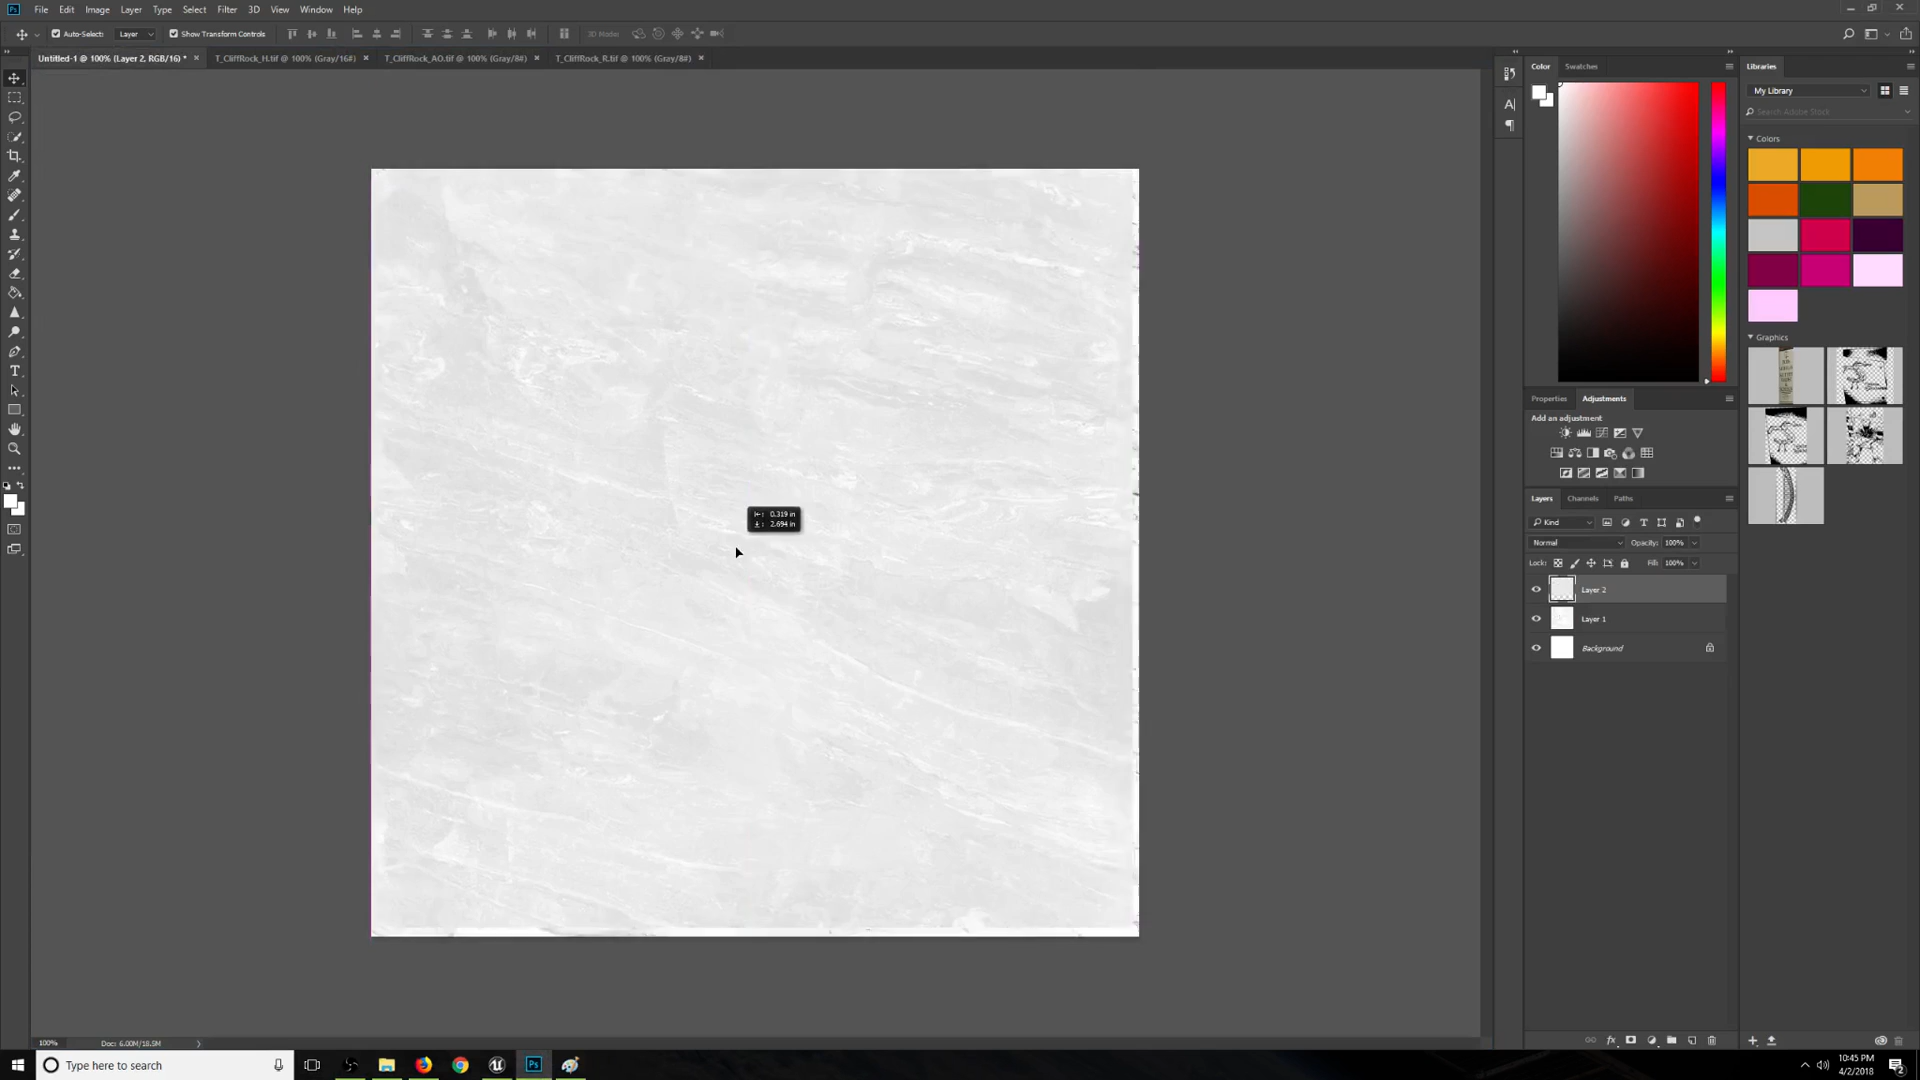 File Edit Image Layer Type Select Filter 3D View Window Help
Auto-Select: Layer Show Transform Controls 3D Mode:
Untitled-1 @ 100% (Layer 2, RGB/16) * × T_CliffRock_H.tif @ 100% (Gray/16#) × T_CliffRock_AO.tif @ 100% (Gray/8#) × T_CliffRock_R.tif @ 100% (Gray/8#) ×
Color Swatches
Libraries
My Library
Search Adobe Stock
Colors
Graphics
Properties Adjustments
Add an adjustment
Layers Channels Paths
Kind
Normal Opacity: 100%
Lock: Fill: 100%
Layer 2
Layer 1
Background
0.319 in
2.694 in
100% Doc: 6.00M/18.5M
Type here to search
10:45 PM
4/2/2018